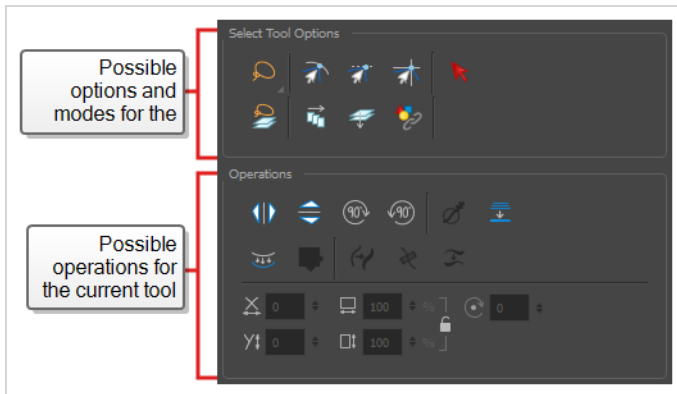 Select Tool Options
Possible
options and
modes for the
Operations
90°
90°
Possible
operations for
the current tool
X 0 100 % 0
Y 0 100 %